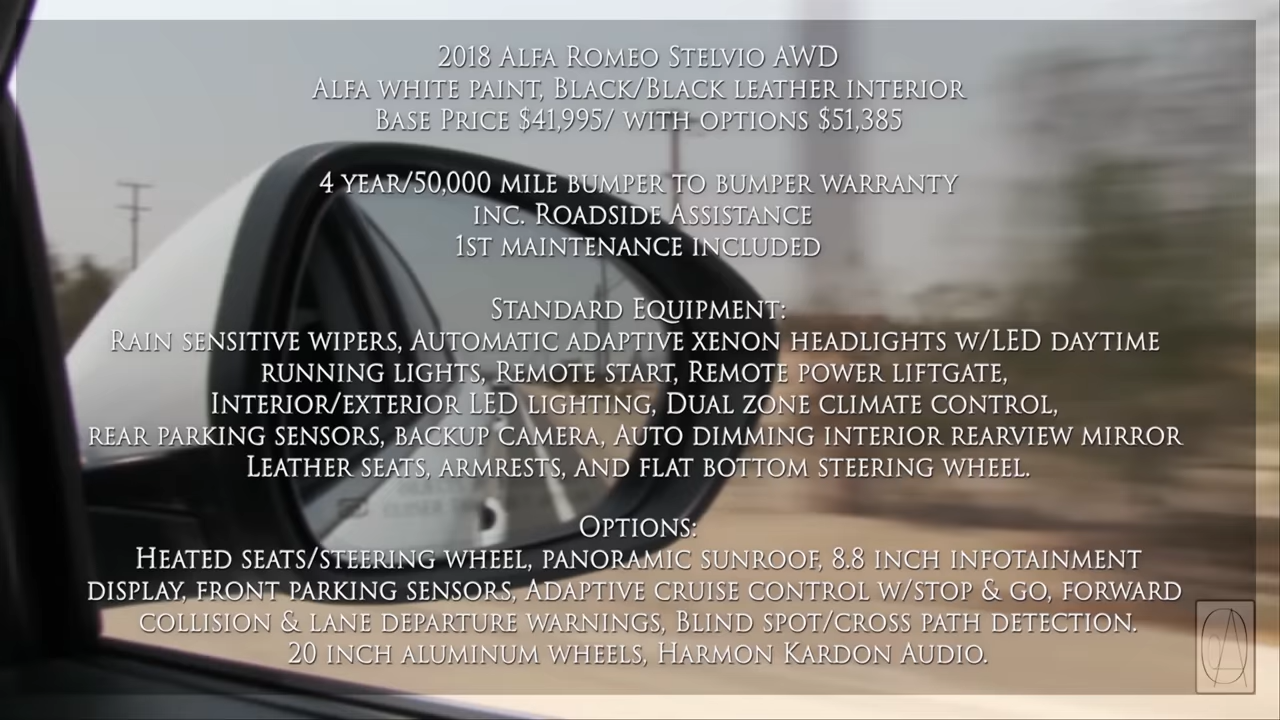 2018 Alfa Romeo Stelvio AWD
Alfa white paint, Black/Black leather interior
Base Price $41,995/ with options $51,385
4 year/50,000 mile bumper to bumper warranty
inc. Roadside Assistance
1st maintenance included
Standard Equipment:
Rain sensitive wipers, Automatic adaptive xenon headlights w/LED daytime
running lights, Remote start, Remote power liftgate,
Interior/exterior LED lighting, Dual zone climate control,
rear parking sensors, backup camera, Auto dimming interior rearview mirror
Leather seats, armrests, and flat bottom steering wheel.
Options:
Heated seats/steering wheel, panoramic sunroof, 8.8 inch infotainment
display, front parking sensors, Adaptive cruise control w/stop & go, forward
collision & lane departure warnings, Blind spot/cross path detection.
20 inch aluminum wheels, Harmon Kardon Audio.